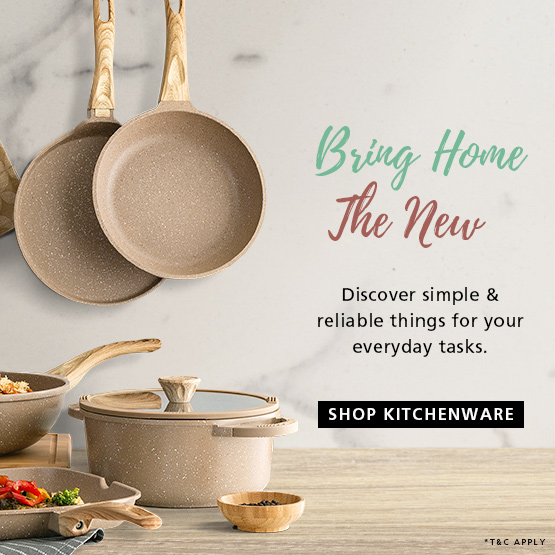 Bring Home
The New
Discover simple &
reliable things for your
everyday tasks.
SHOP KITCHENWARE
*T&C APPLY